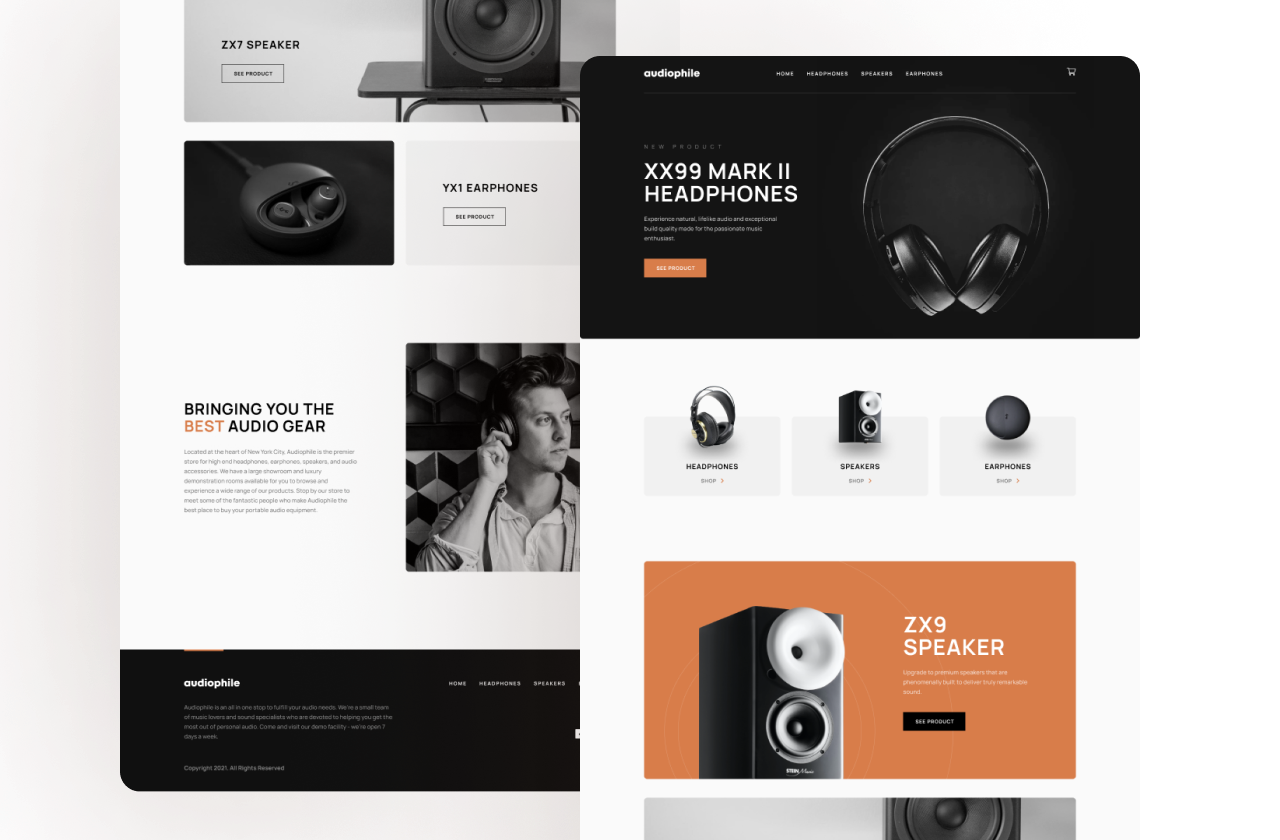 ZX7 SPEAKER
SEE PRODUCT
YX1 EARPHONES
SEE PRODUCT
BRINGING YOU THE
BEST AUDIO GEAR
Located at the heart of New York City, Audiophile is the premier
store for high end headphones, earphones, speakers, and audio
accessories. We have a large showroom and luxury
demonstration rooms available for you to browse and
experience a wide range of our products. Stop by our store to
meet some of the fantastic people who make Audiophile the
best place to buy your portable audio equipment.
audiophile
HOME HEADPHONES SPEAKERS
Audiophile is an all in one stop to fulfill your audio needs. We're a small team
of music lovers and sound specialists who are devoted to helping you get the
most out of personal audio. Come and visit our demo facility - we're open 7
days a week.
Copyright 2021. All Rights Reserved
audiophile
HOME HEADPHONES SPEAKERS EARPHONES
NEW PRODUCT
XX99 MARK II
HEADPHONES
Experience natural, lifelike audio and exceptional
build quality made for the passionate music
enthusiast.
SEE PRODUCT
HEADPHONES
SHOP
SPEAKERS
SHOP
EARPHONES
SHOP
ZX9
SPEAKER
Upgrade to premium speakers that are
phenomenally built to deliver truly remarkable
sound.
SEE PRODUCT